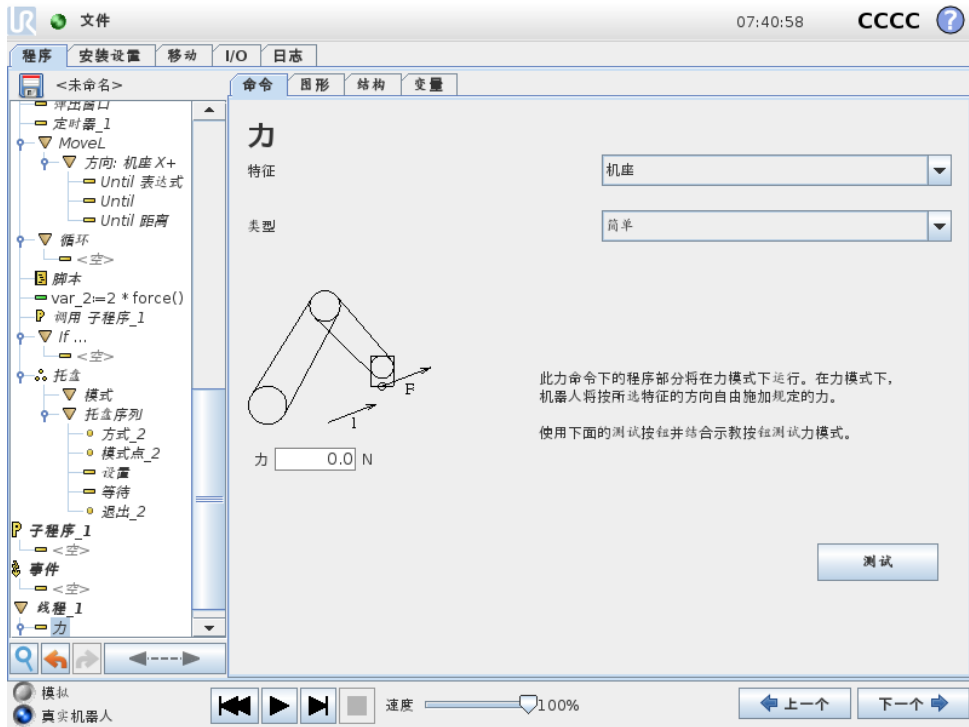 UR 文件 07:40:58 CCCC ?
程序 安装设置 移动 I/O 日志
<未命名> 命令 图形 结构 变量
弹出窗口
定时器_1
MoveL
方向: 机座 X+
Until 表达式
Until
Until 距离
循环
<空>
脚本
var_2:=2 * force()
P 调用 子程序_1
If ...
<空>
托盘
模式
托盘序列
方式_2
模式点_2
设置
等待
退出_2
P 子程序_1
<空>
事件
<空>
线程_1
力
力
特征 机座
类型 简单
F
1
力 0.0 N
此力命令下的程序部分将在力模式下运行。在力模式下，
机器人将按所选特征的方向自由施加规定的力。
使用下面的测试按钮并结合示教按钮测试力模式。
测试
模拟
真实机器人
速度 100%
上一个 下一个